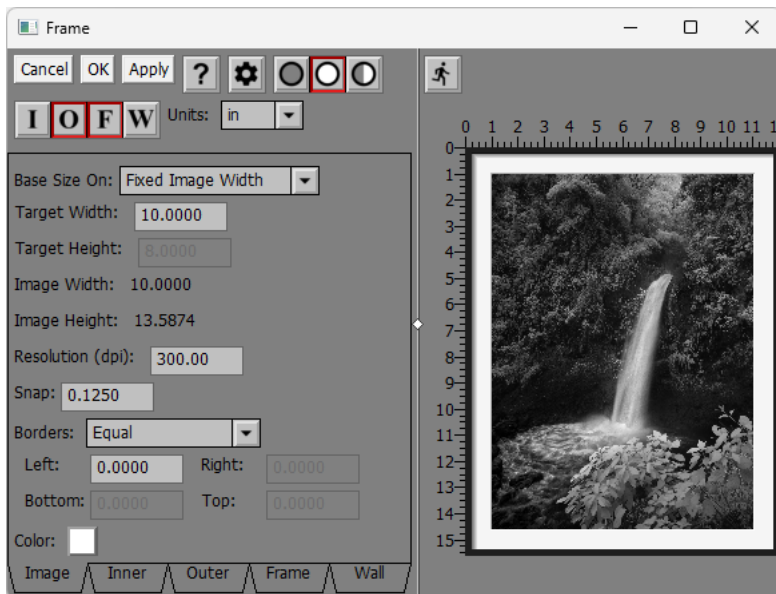 Frame
Cancel OK Apply ?
I O F W Units: in
Base Size On: Fixed Image Width
Target Width: 10.0000
Target Height: 8.0000
Image Width: 10.0000
Image Height: 13.5874
Resolution (dpi): 300.00
Snap: 0.1250
Borders: Equal
Left: 0.0000 Right: 0.0000
Bottom: 0.0000 Top: 0.0000
Color:
Image Inner Outer Frame Wall
0 1 2 3 4 5 6 7 8 9 10 11 1
0
1
2
3
4
5
6
7
8
9
10
11
12
13
14
15